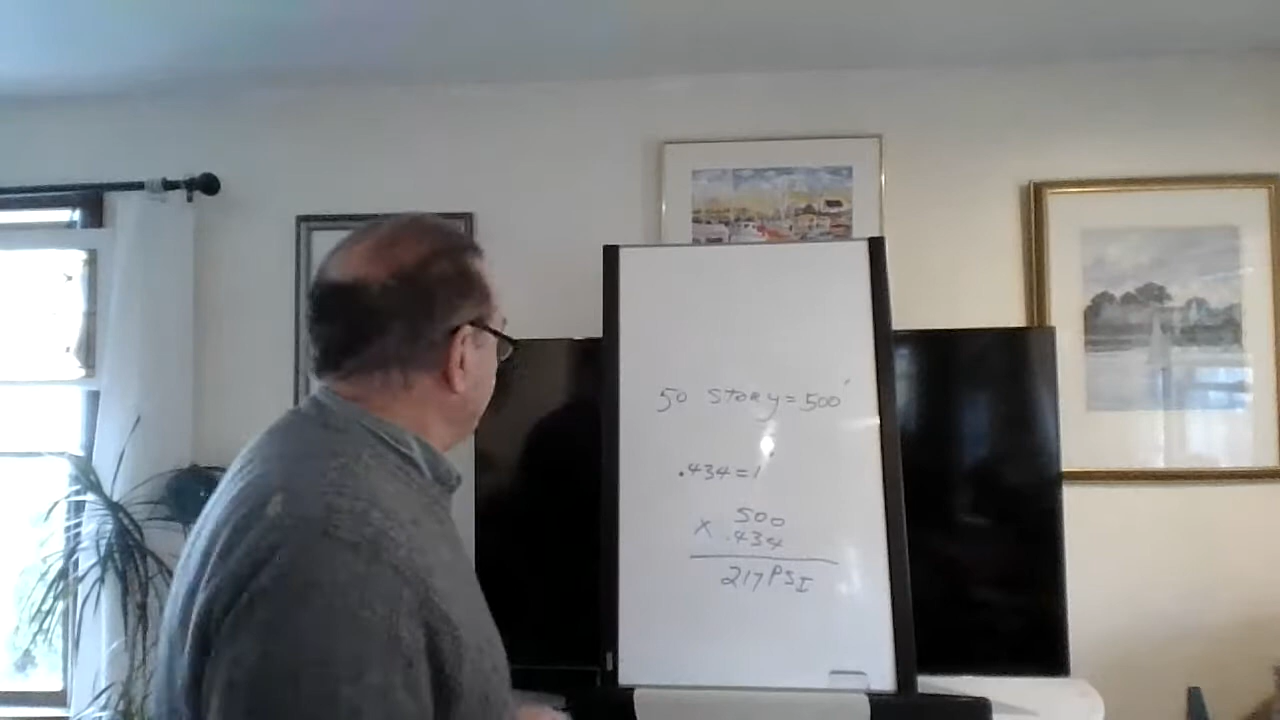 50 STORY = 500'
.434 = 1'
500
X .434
217 PSI